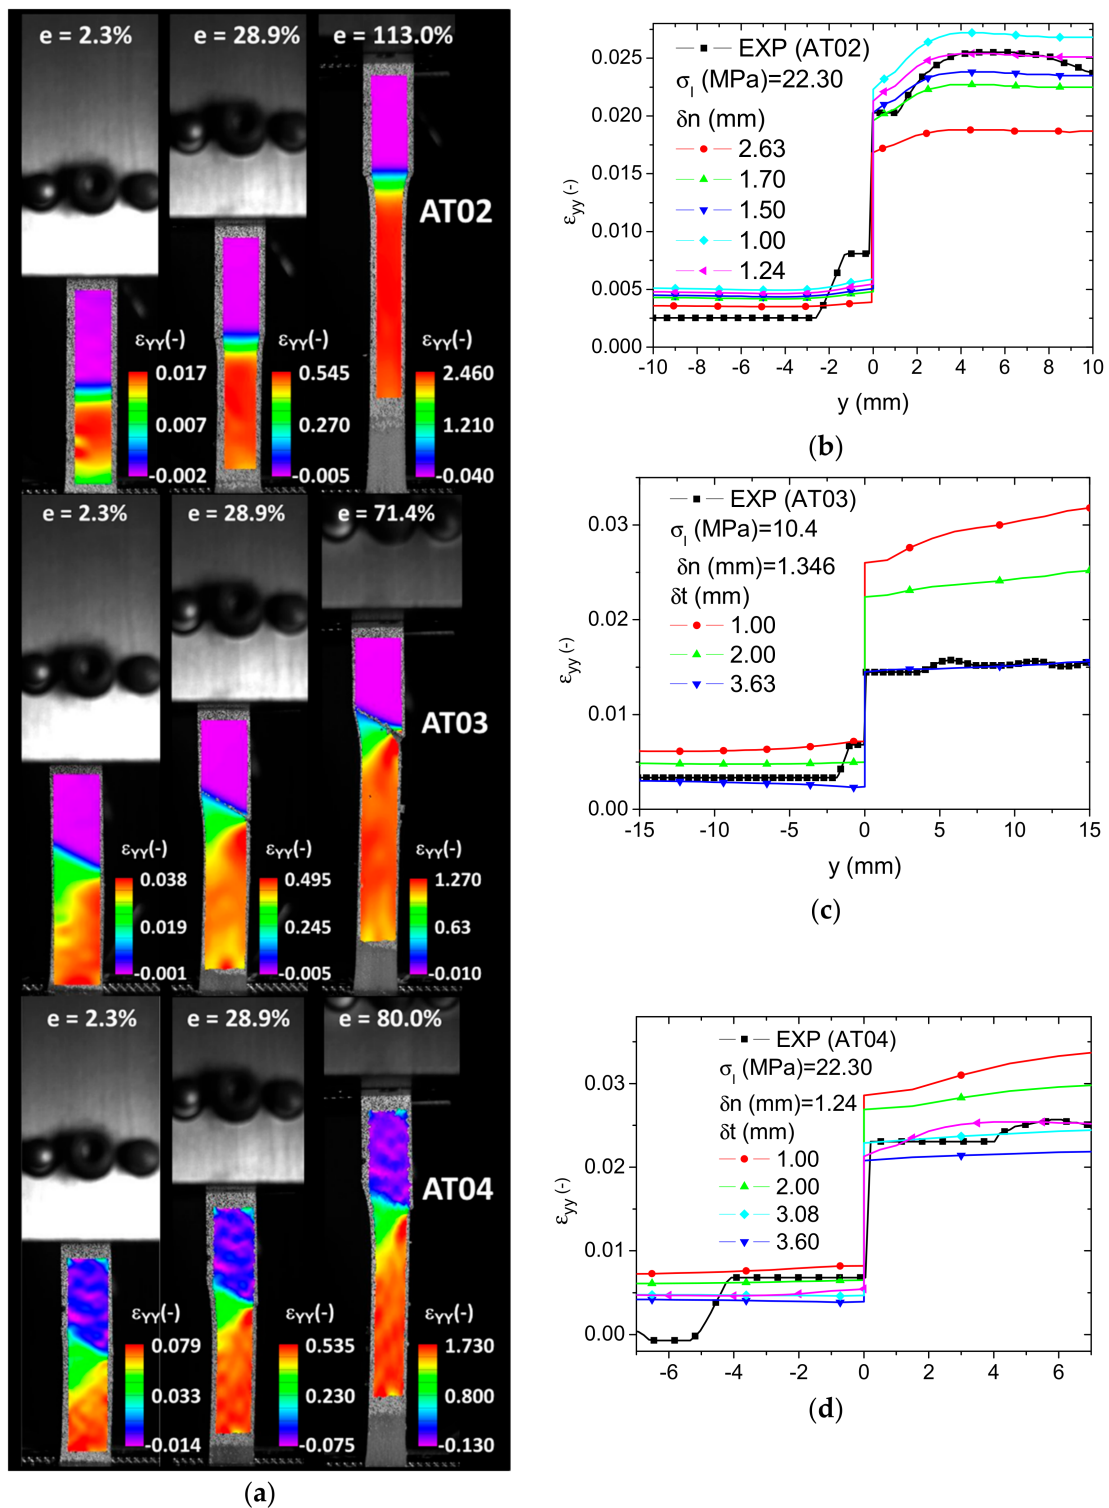 e = 2.3% e = 28.9% e = 113.0%
AT02
εYY(-) εYY(-) εYY(-)
0.017 0.545 2.460
0.007 0.270 1.210
-0.002 -0.005 -0.040
e = 2.3% e = 28.9% e = 71.4%
AT03
εYY(-) εYY(-) εYY(-)
0.038 0.495 1.270
0.019 0.245 0.63
-0.001 -0.005 -0.010
e = 2.3% e = 28.9% e = 80.0%
AT04
εYY(-) εYY(-) εYY(-)
0.079 0.535 1.730
0.033 0.230 0.800
-0.014 -0.075 -0.130
(a)
EXP (AT02)
σI (MPa)=22.30
δn (mm)
2.63
1.70
1.50
1.00
1.24
εyy (-)
0.025
0.020
0.015
0.010
0.005
0.000
-10 -8 -6 -4 -2 0 2 4 6 8 10
y (mm)
(b)
EXP (AT03)
σI (MPa)=10.4
δn (mm)=1.346
δt (mm)
1.00
2.00
3.63
εyy (-)
0.03
0.02
0.01
0.00
-15 -10 -5 0 5 10 15
y (mm)
(c)
EXP (AT04)
σI (MPa)=22.30
δn (mm)=1.24
δt (mm)
1.00
2.00
3.08
3.60
εyy (-)
0.03
0.02
0.01
0.00
-6 -4 -2 0 2 4 6
y (mm)
(d)